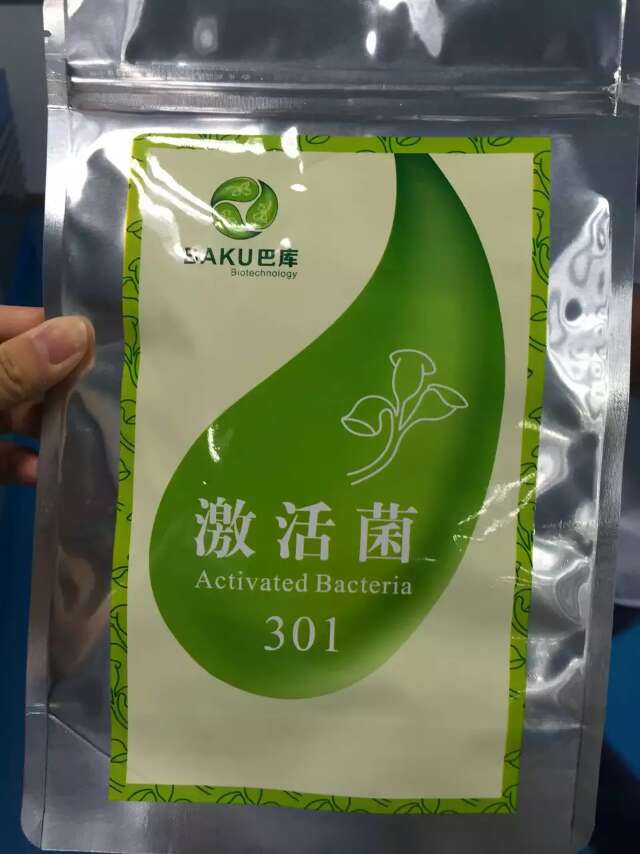 BAKU巴库
Biotechnology
激活菌
Activated Bacteria
301